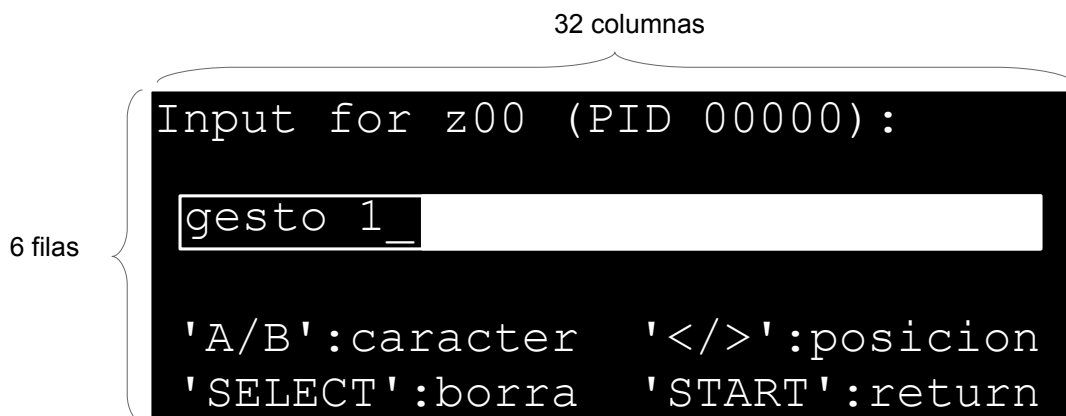 32 columnas
Input for z00 (PID 00000):
gesto 1_
6 filas
'A/B':caracter '</>':posicion
'SELECT':borra 'START':return